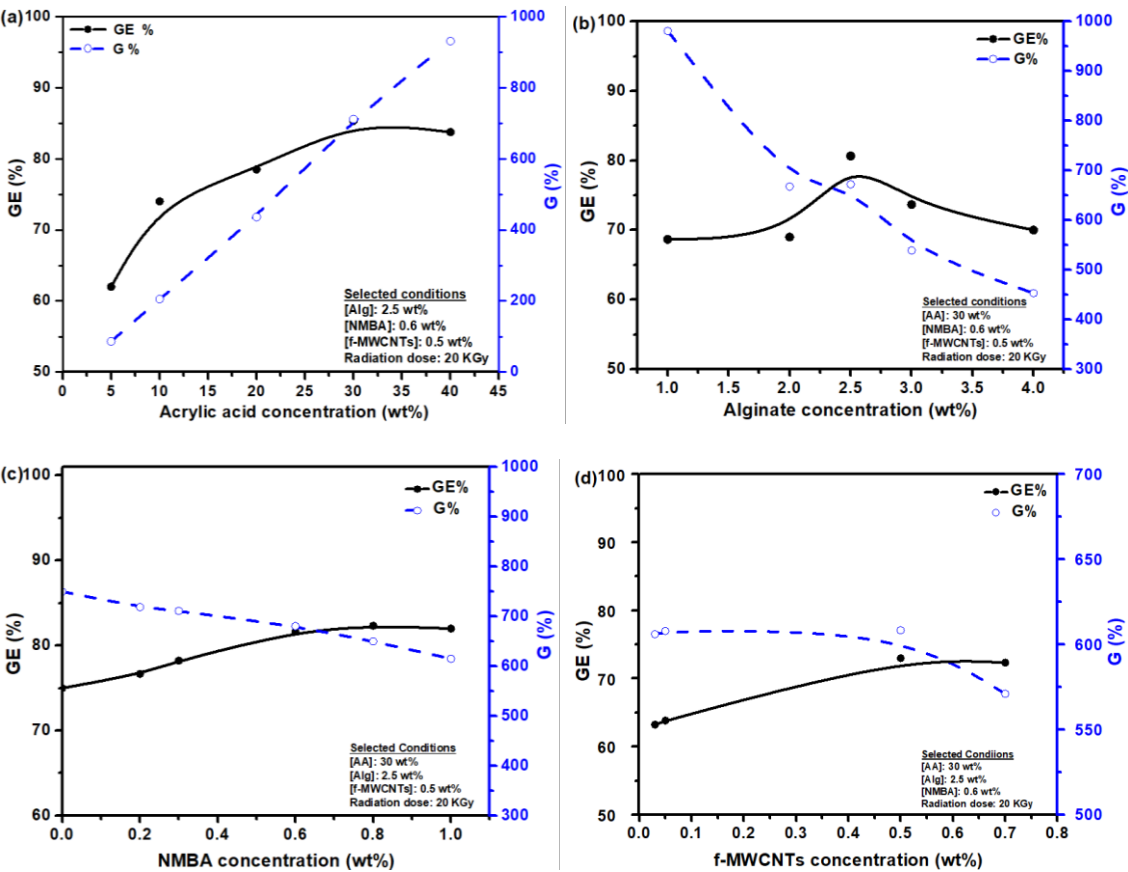 (a)
GE %
G %
GE (%)
G (%)
100
90
80
70
60
50
1000
900
800
700
600
500
400
300
200
100
0
Selected conditions
[Alg]: 2.5 wt%
[NMBA]: 0.6 wt%
[f-MWCNTs]: 0.5 wt%
Radiation dose: 20 KGy
0 5 10 15 20 25 30 35 40 45
Acrylic acid concentration (wt%)
(b)
GE%
G%
GE (%)
G (%)
100
90
80
70
60
50
1000
900
800
700
600
500
450
400
300
Selected conditions
[AA]: 30 wt%
[NMBA]: 0.6 wt%
[f-MWCNTs]: 0.5 wt%
Radiation dose: 20 KGy
1.0 1.5 2.0 2.5 3.0 3.5 4.0
Alginate concentration (wt%)
(c)
GE%
G%
GE (%)
G (%)
100
90
80
70
60
1000
900
800
700
600
500
400
300
Selected Conditions
[AA]: 30 wt%
[Alg]: 2.5 wt%
[f-MWCNTs]: 0.5 wt%
Radiation dose: 20 KGy
0.0 0.2 0.4 0.6 0.8 1.0
NMBA concentration (wt%)
(d)
GE%
G%
GE (%)
G (%)
100
90
80
70
60
50
700
650
600
550
500
Selected Condiions
[AA]: 30 wt%
[Alg]: 2.5 wt%
[NMBA]: 0.6 wt%
Radiation dose: 20 KGy
0.0 0.1 0.2 0.3 0.4 0.5 0.6 0.7 0.8
f-MWCNTs concentration (wt%)